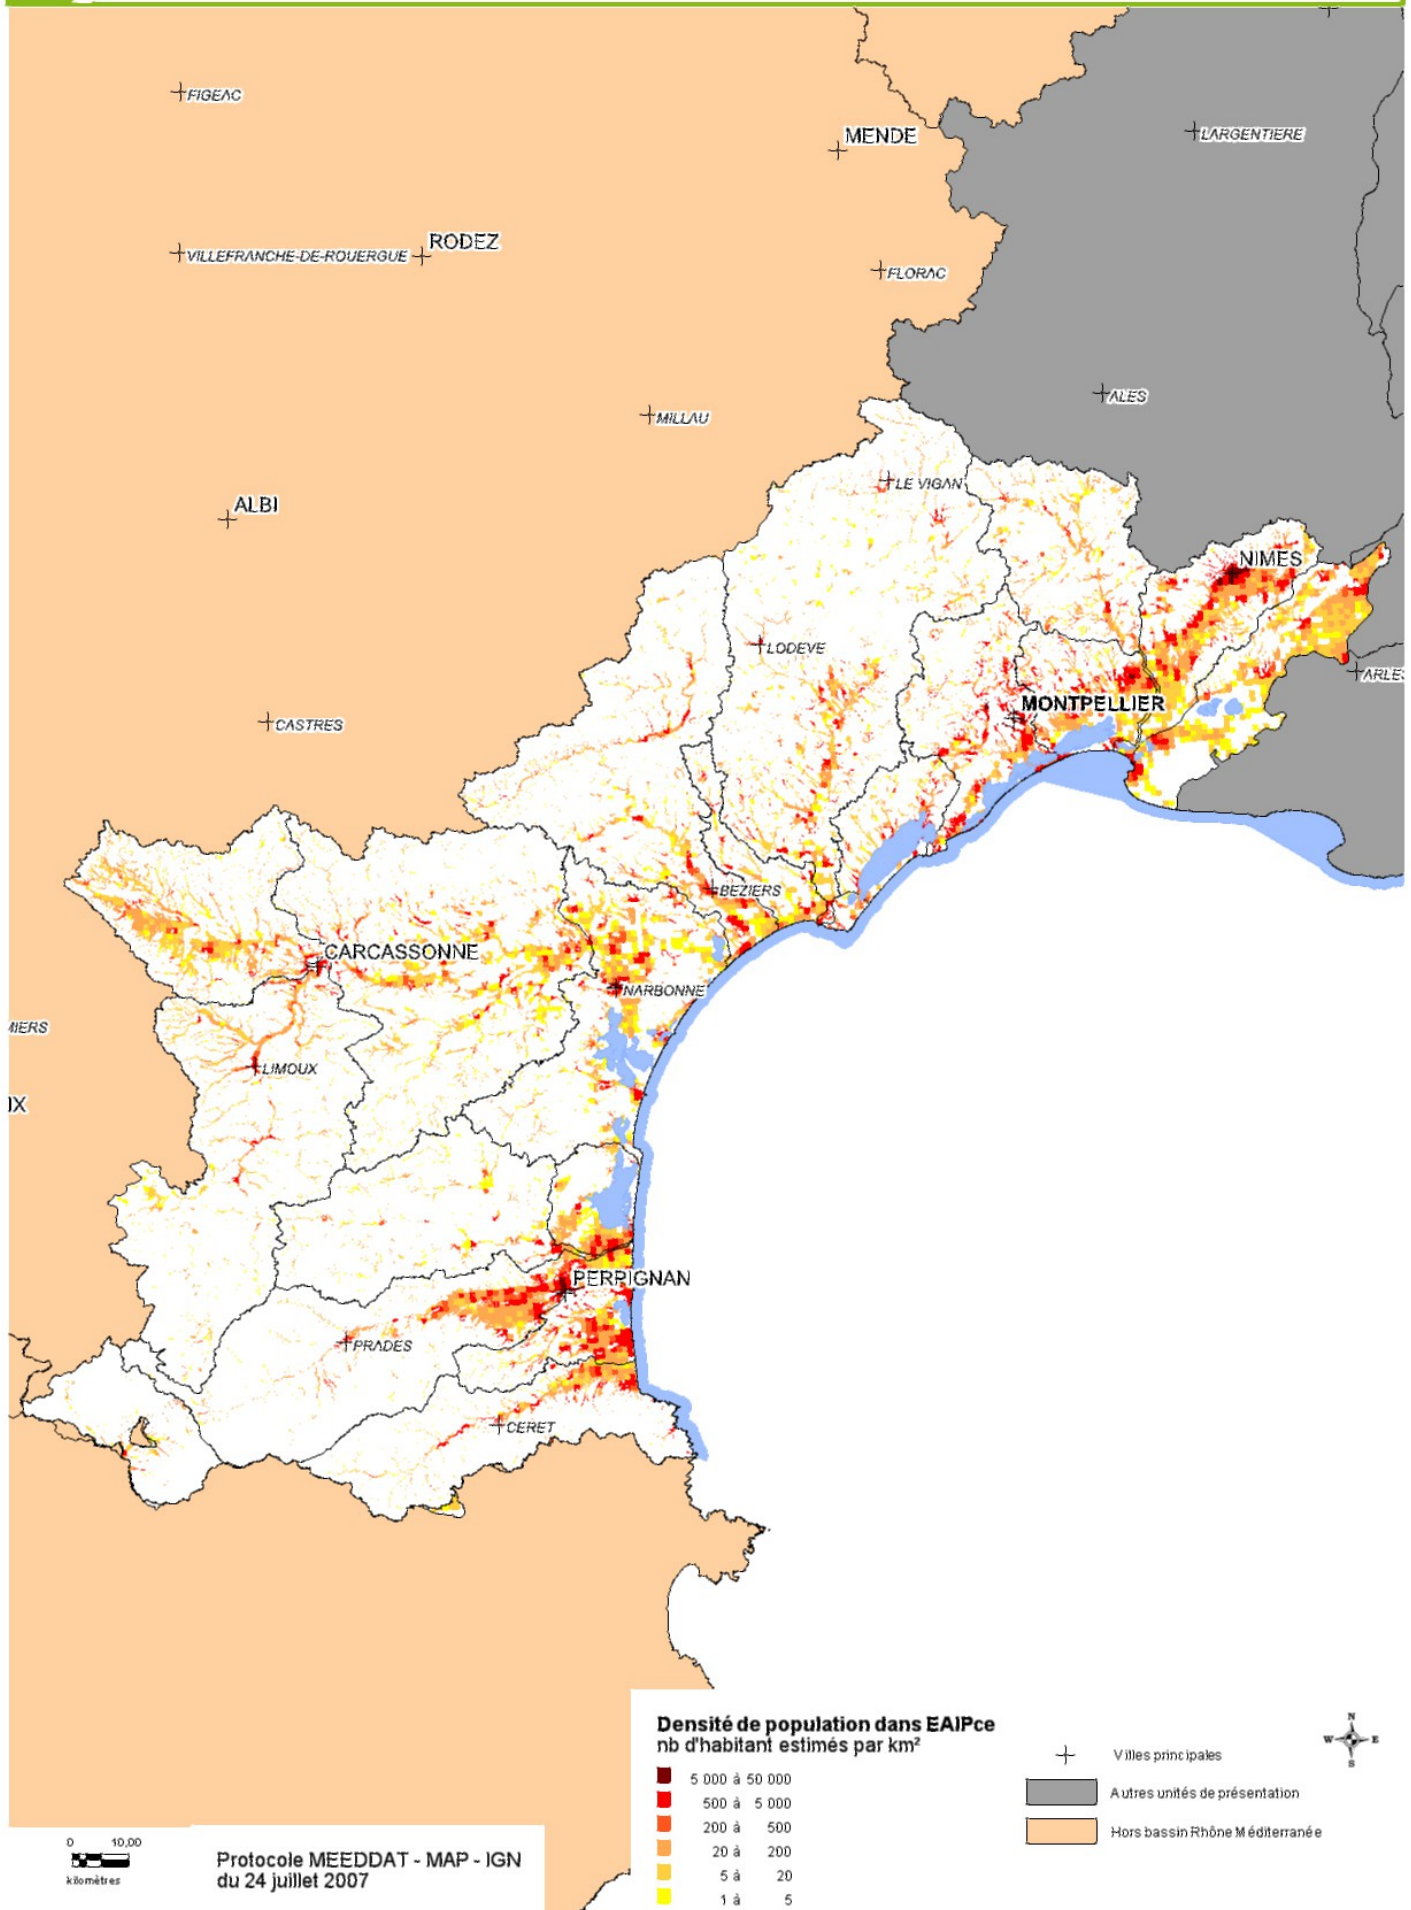 FIGEAC
MENDE
LARGENTIERE
VILLEFRANCHE-DE-ROUERGUE
RODEZ
FLORAC
ALES
MILLAU
LE VIGAN
ALBI
NIMES
LODEVE
ARLES
MONTPELLIER
CASTRES
BEZIERS
CARCASSONNE
NARBONNE
MIERS
LIMOUX
IX
PERPIGNAN
PRADES
CERET
Densité de population dans EAIPce
nb d'habitant estimés par km²
5 000 à 50 000
500 à 5 000
200 à 500
20 à 200
5 à 20
1 à 5
Villes principales
Autres unités de présentation
Hors bassin Rhône Méditerranée
N
W E
S
0 10,00
kilomètres
Protocole MEEDDAT - MAP - IGN
du 24 juillet 2007